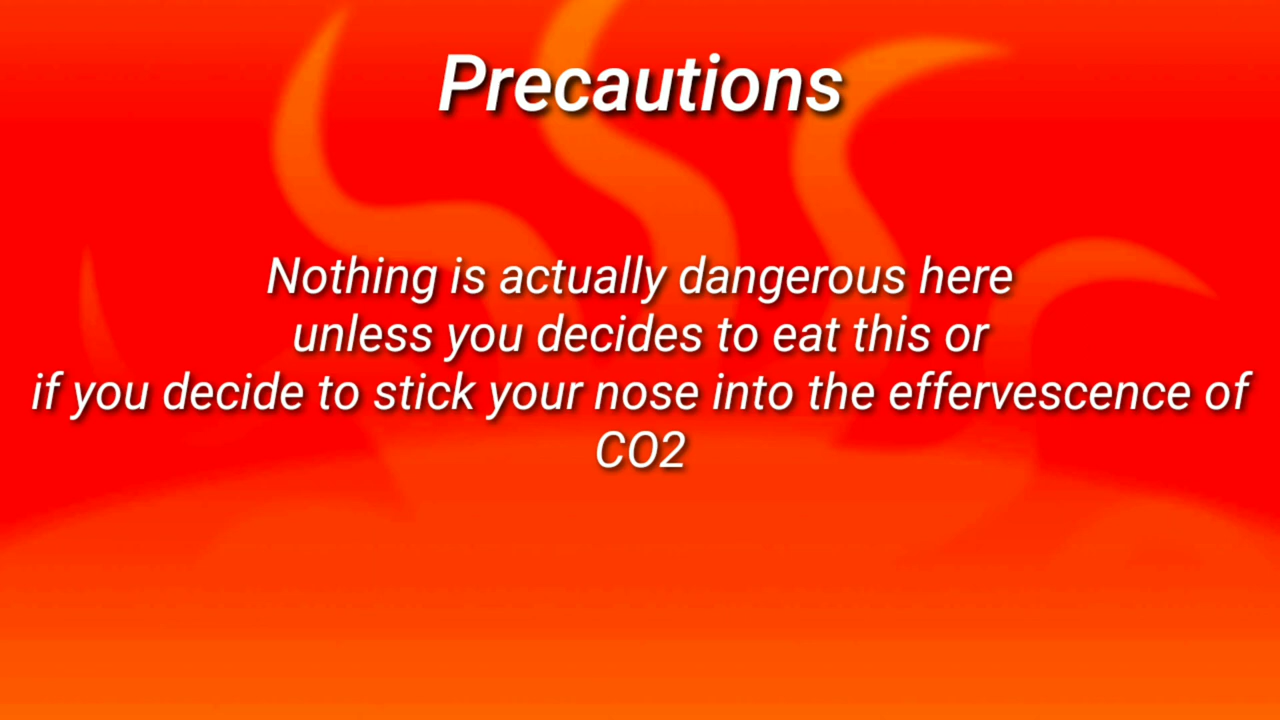 Precautions
Nothing is actually dangerous here
unless you decides to eat this or
if you decide to stick your nose into the effervescence of
CO2